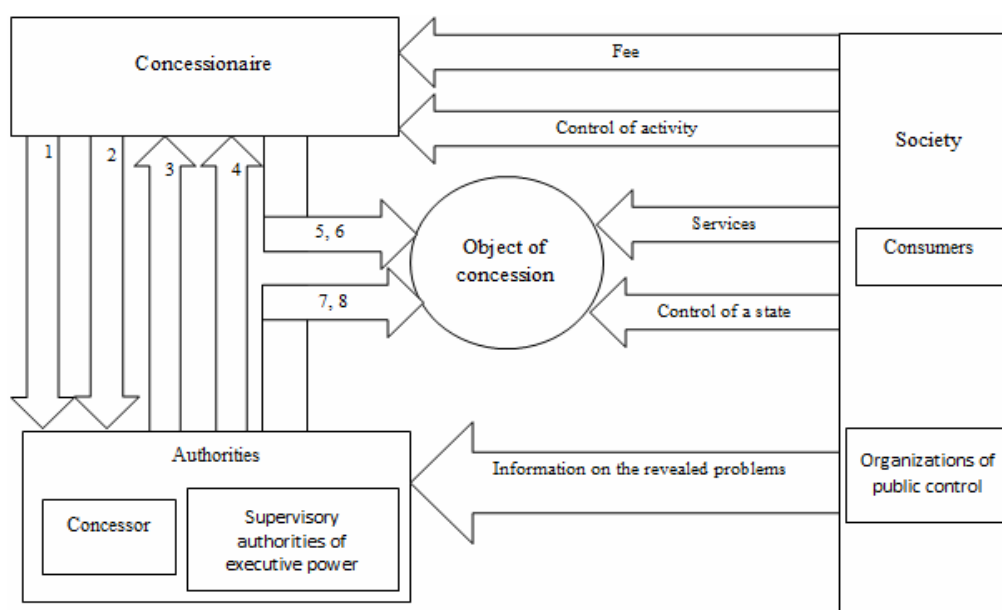 Concessionaire
Fee
Control of activity
Society
1
2
3
4
5, 6
7, 8
Object of
concession
Services
Consumers
Control of a state
Authorities
Concessor
Supervisory
authorities of
executive power
Information on the revealed problems
Organizations of
public control